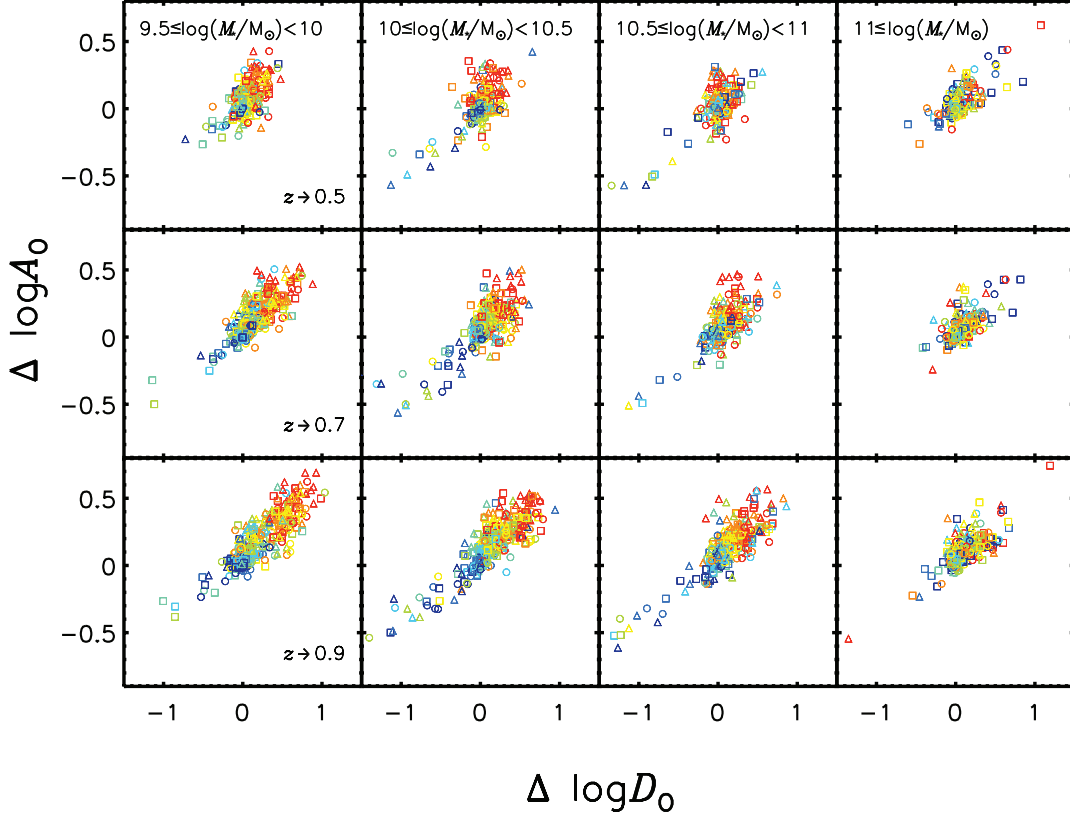 9.5≤log(M*/M⊙)<10 10≤log(M*/M⊙)<10.5 10.5≤log(M*/M⊙)<11 11≤log(M*/M⊙)
0.5
0
−0.5
z→0.5
0.5
0
−0.5
z→0.7
0.5
0
−0.5
z→0.9
Δ logA₀
−1 0 1 −1 0 1 −1 0 1 −1 0 1
Δ logD₀